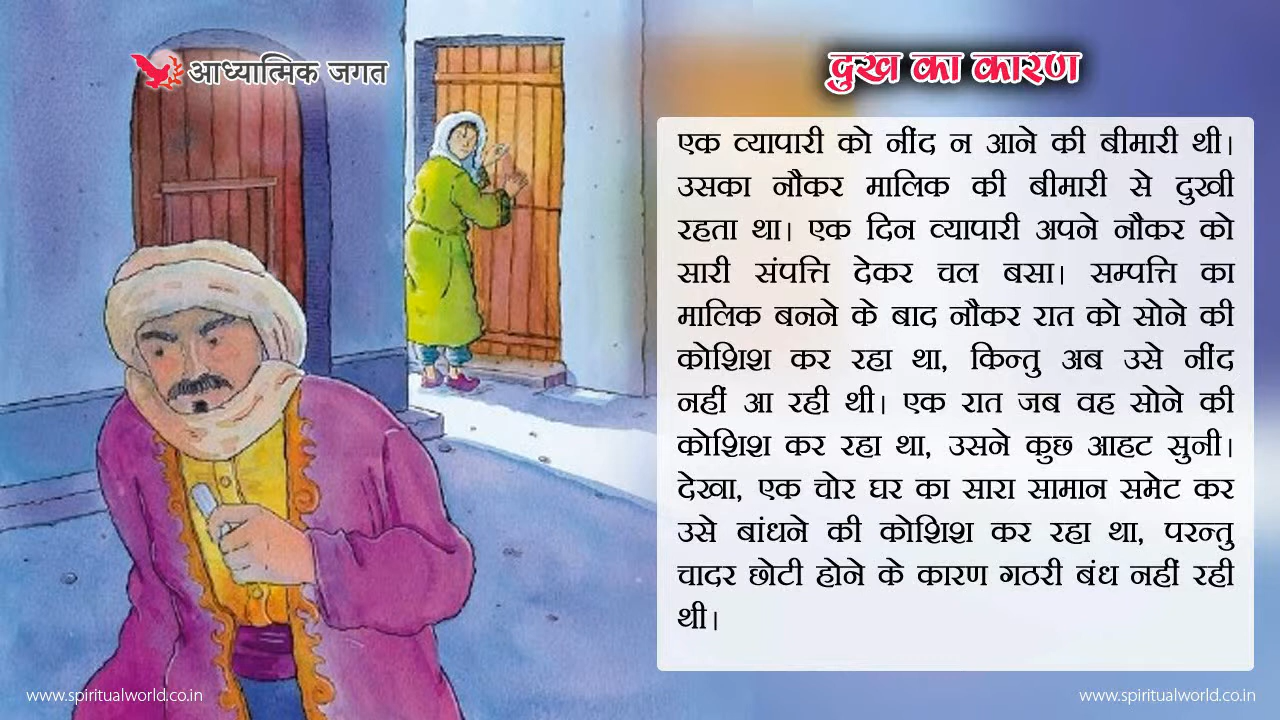 आध्यात्मिक जगत
दुख का कारण
एक व्यापारी को नींद न आने की बीमारी थी।
उसका नौकर मालिक की बीमारी से दुखी
रहता था। एक दिन व्यापारी अपने नौकर को
सारी संपत्ति देकर चल बसा। सम्पत्ति का
मालिक बनने के बाद नौकर रात को सोने की
कोशिश कर रहा था, किन्तु अब उसे नींद
नहीं आ रही थी। एक रात जब वह सोने की
कोशिश कर रहा था, उसने कुछ आहट सुनी।
देखा, एक चोर घर का सारा सामान समेट कर
उसे बांधने की कोशिश कर रहा था, परन्तु
चादर छोटी होने के कारण गठरी बंध नहीं रही
थी।
www.spiritualworld.co.in
www.spiritualworld.co.in